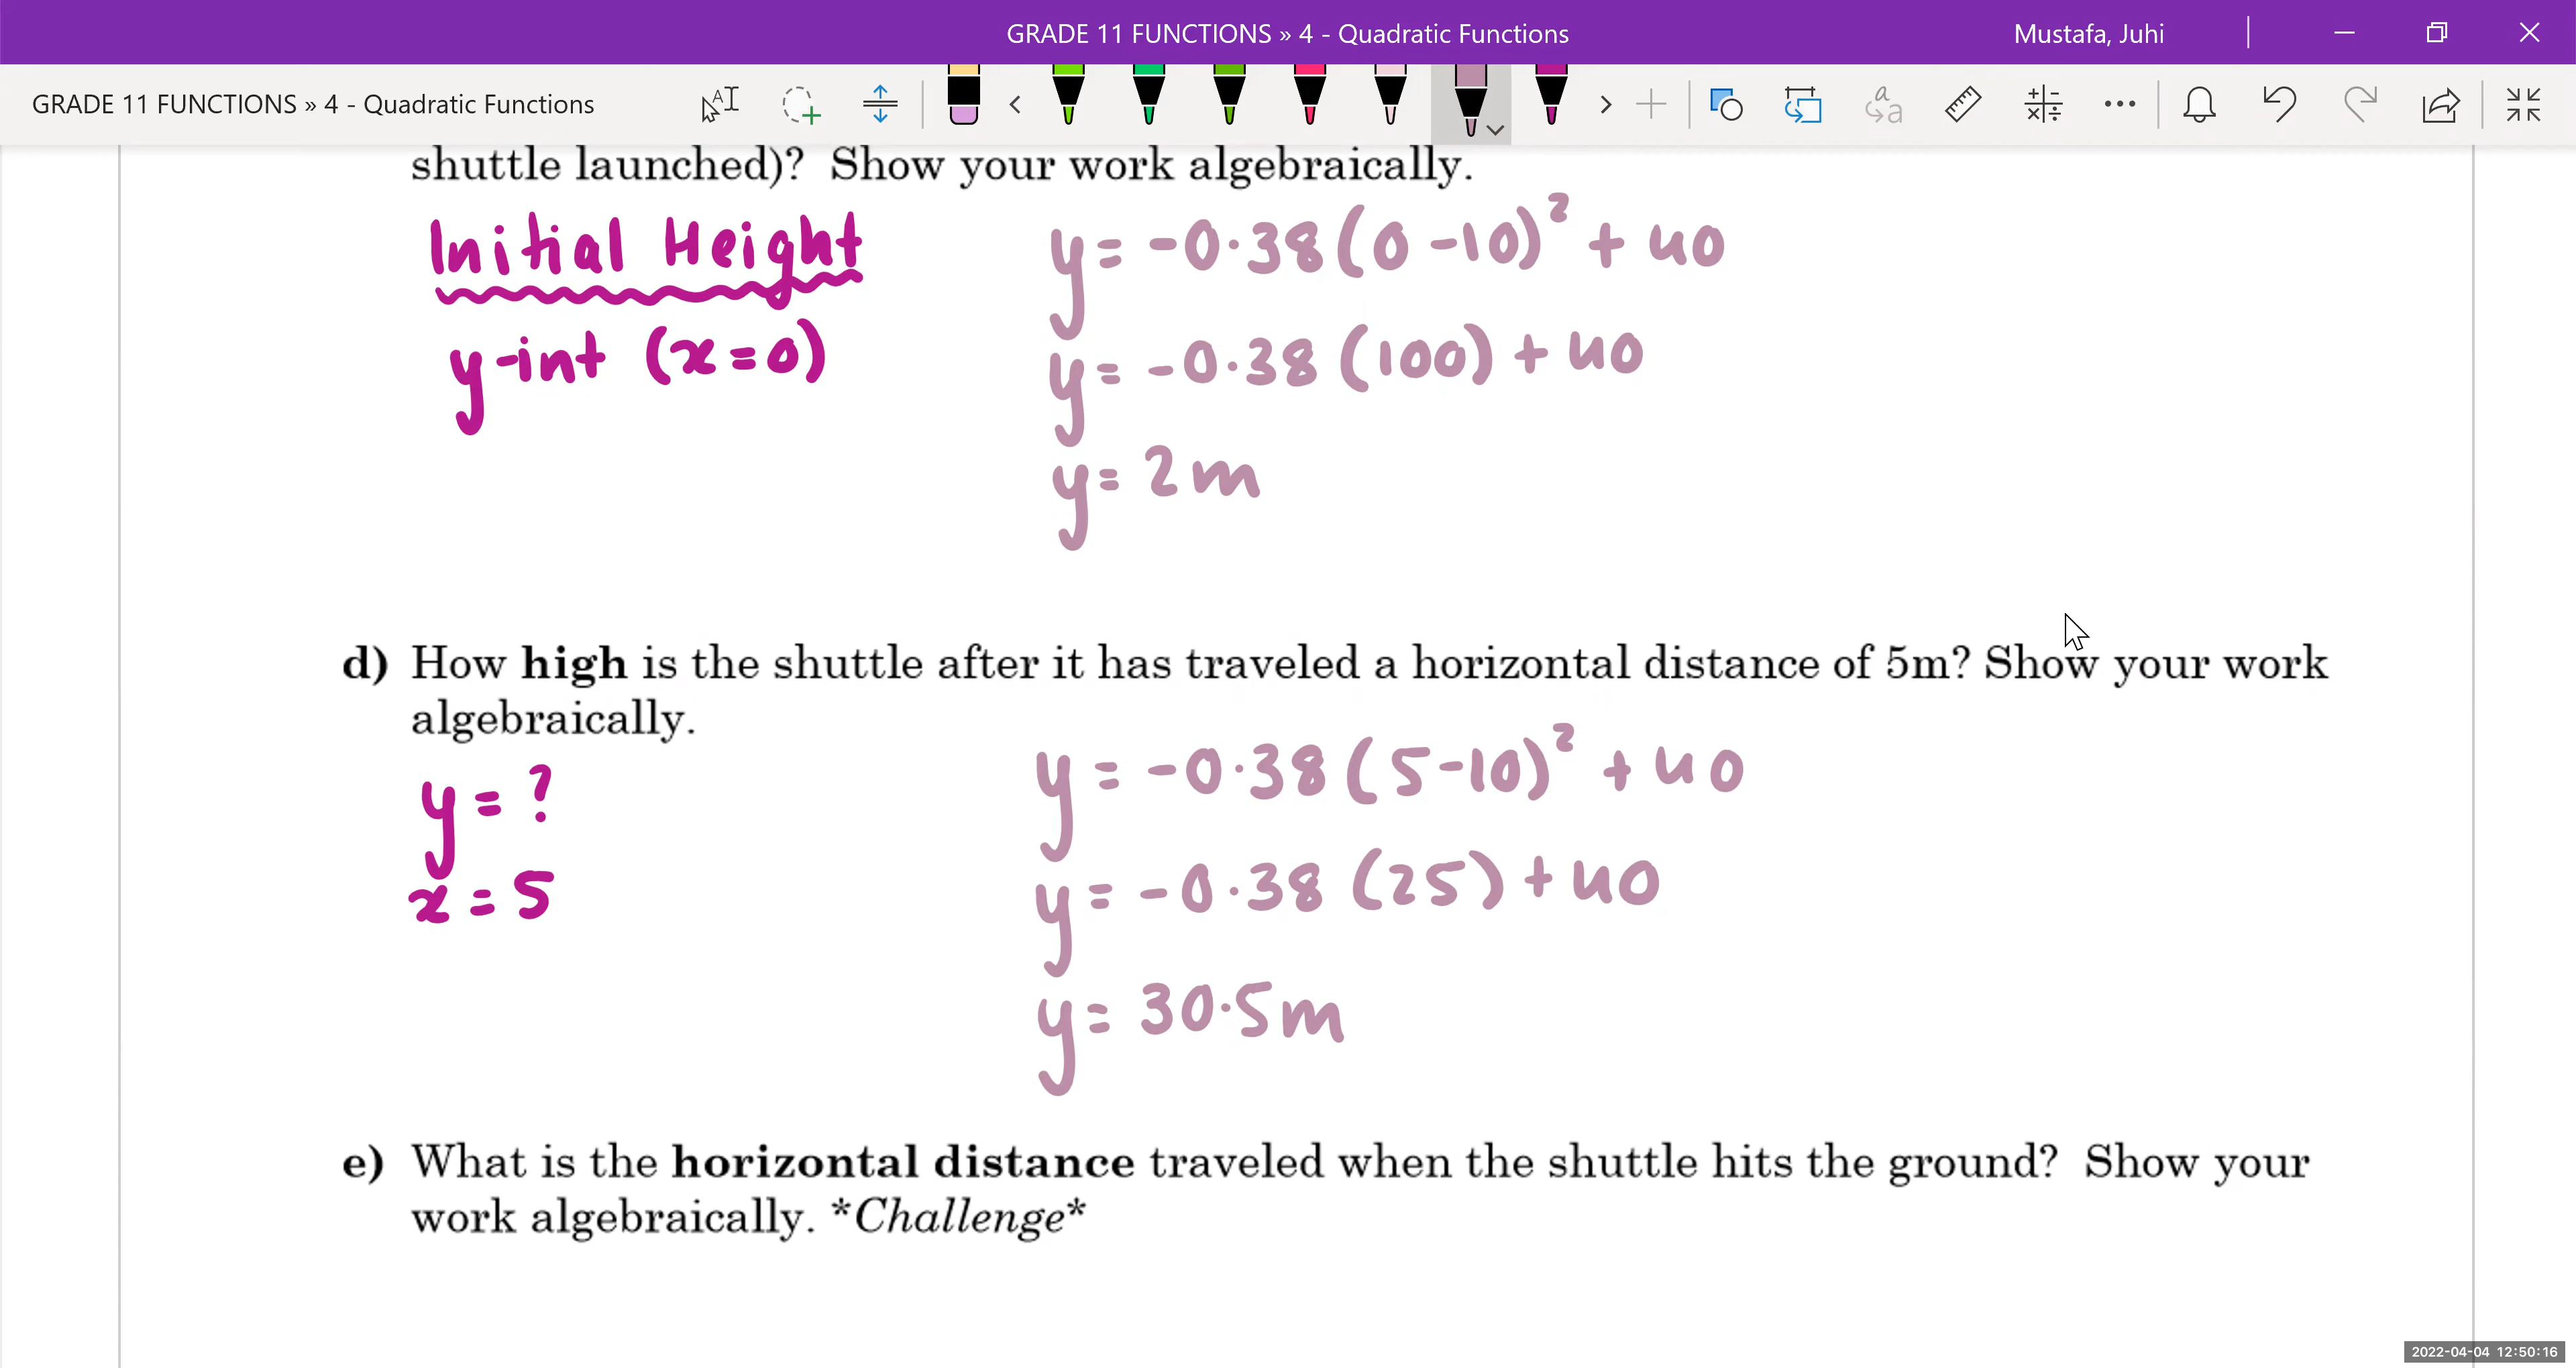 GRADE 11 FUNCTIONS » 4 - Quadratic Functions
Mustafa, Juhi
GRADE 11 FUNCTIONS » 4 - Quadratic Functions
shuttle launched)? Show your work algebraically.
Initial Height
y-int (x=0)
y = -0.38(0-10)² + 40
y = -0.38(100) + 40
y = 2m
d) How high is the shuttle after it has traveled a horizontal distance of 5m? Show your work
algebraically.
y = ?
x = 5
y = -0.38(5-10)² + 40
y = -0.38(25) + 40
y = 30.5m
e) What is the horizontal distance traveled when the shuttle hits the ground? Show your
work algebraically. *Challenge*
2022-04-04 12:50:16